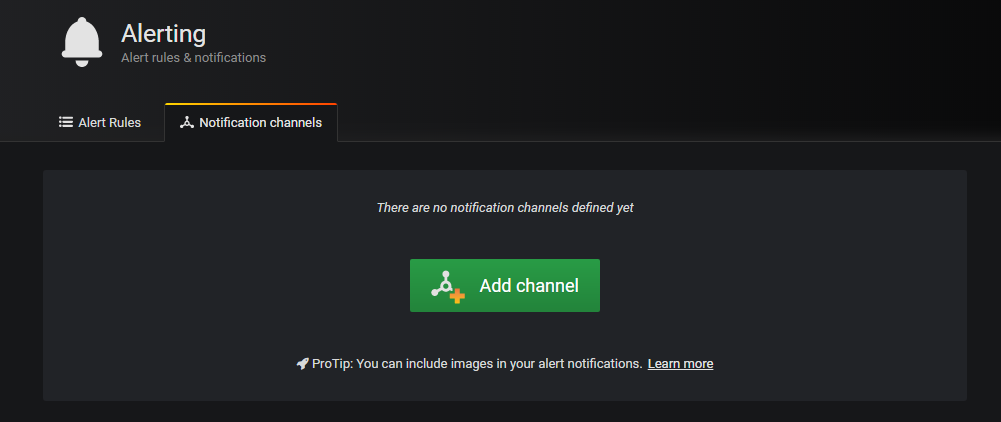 Alerting
Alert rules & notifications
Alert Rules
Notification channels
There are no notification channels defined yet
Add channel
ProTip: You can include images in your alert notifications. Learn more